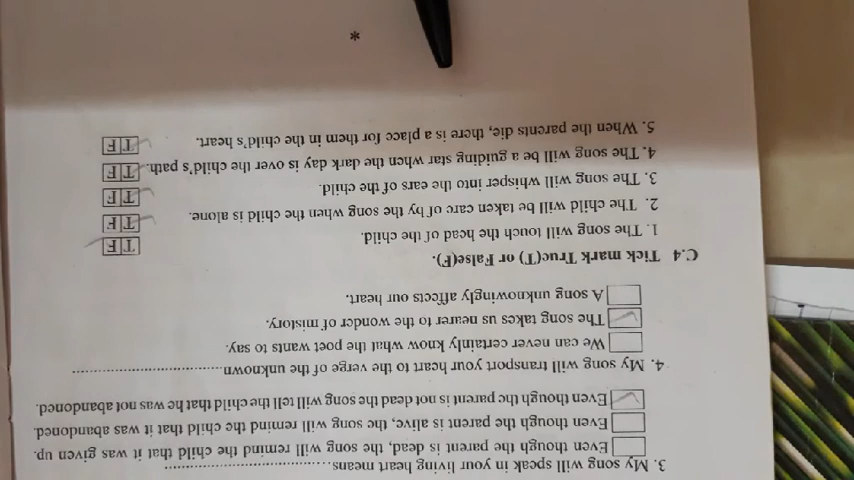 3. My song will speak in your living heart means..............................
Even though the parent is dead, the song will remind the child that it was given up.
Even though the parent is alive, the song will remind the child that it was abandoned.
Even though the parent is not dead the song will tell the child that he was not abandoned.
4. My song will transport your heart to the verge of the unknown..............................
We can never certainly know what the poet wants to say.
The song takes us nearer to the wonder of mistory.
A song unknowingly affects our heart.
C.4 Tick mark True(T) or False(F).
1. The song will touch the head of the child. T F
2. The child will be taken care of by the song when the child is alone. T F
3. The song will whisper into the ears of the child. T F
4. The song will be a guiding star when the dark day is over the child's path. T F
5. When the parents die, there is a place for them in the child's heart. T F
*